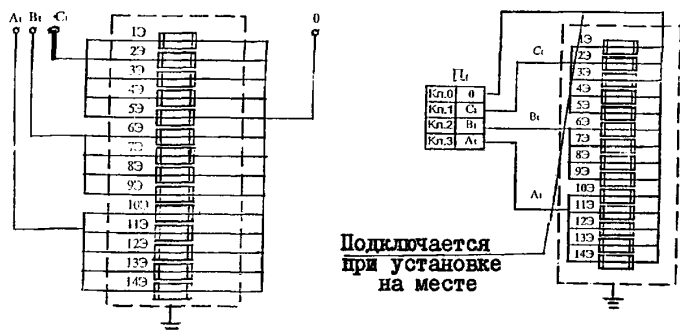 A1 B1 C1 0
1Э
2Э
3Э
4Э
5Э
6Э
7Э
8Э
9Э
10Э
11Э
12Э
13Э
14Э
П1
Кл.0 0
Кл.1 C1
Кл.2 B1
Кл.3 A1
C1
B1
A1
1Э
2Э
3Э
4Э
5Э
6Э
7Э
8Э
9Э
10Э
11Э
12Э
13Э
14Э
Подключается
при установке
на месте